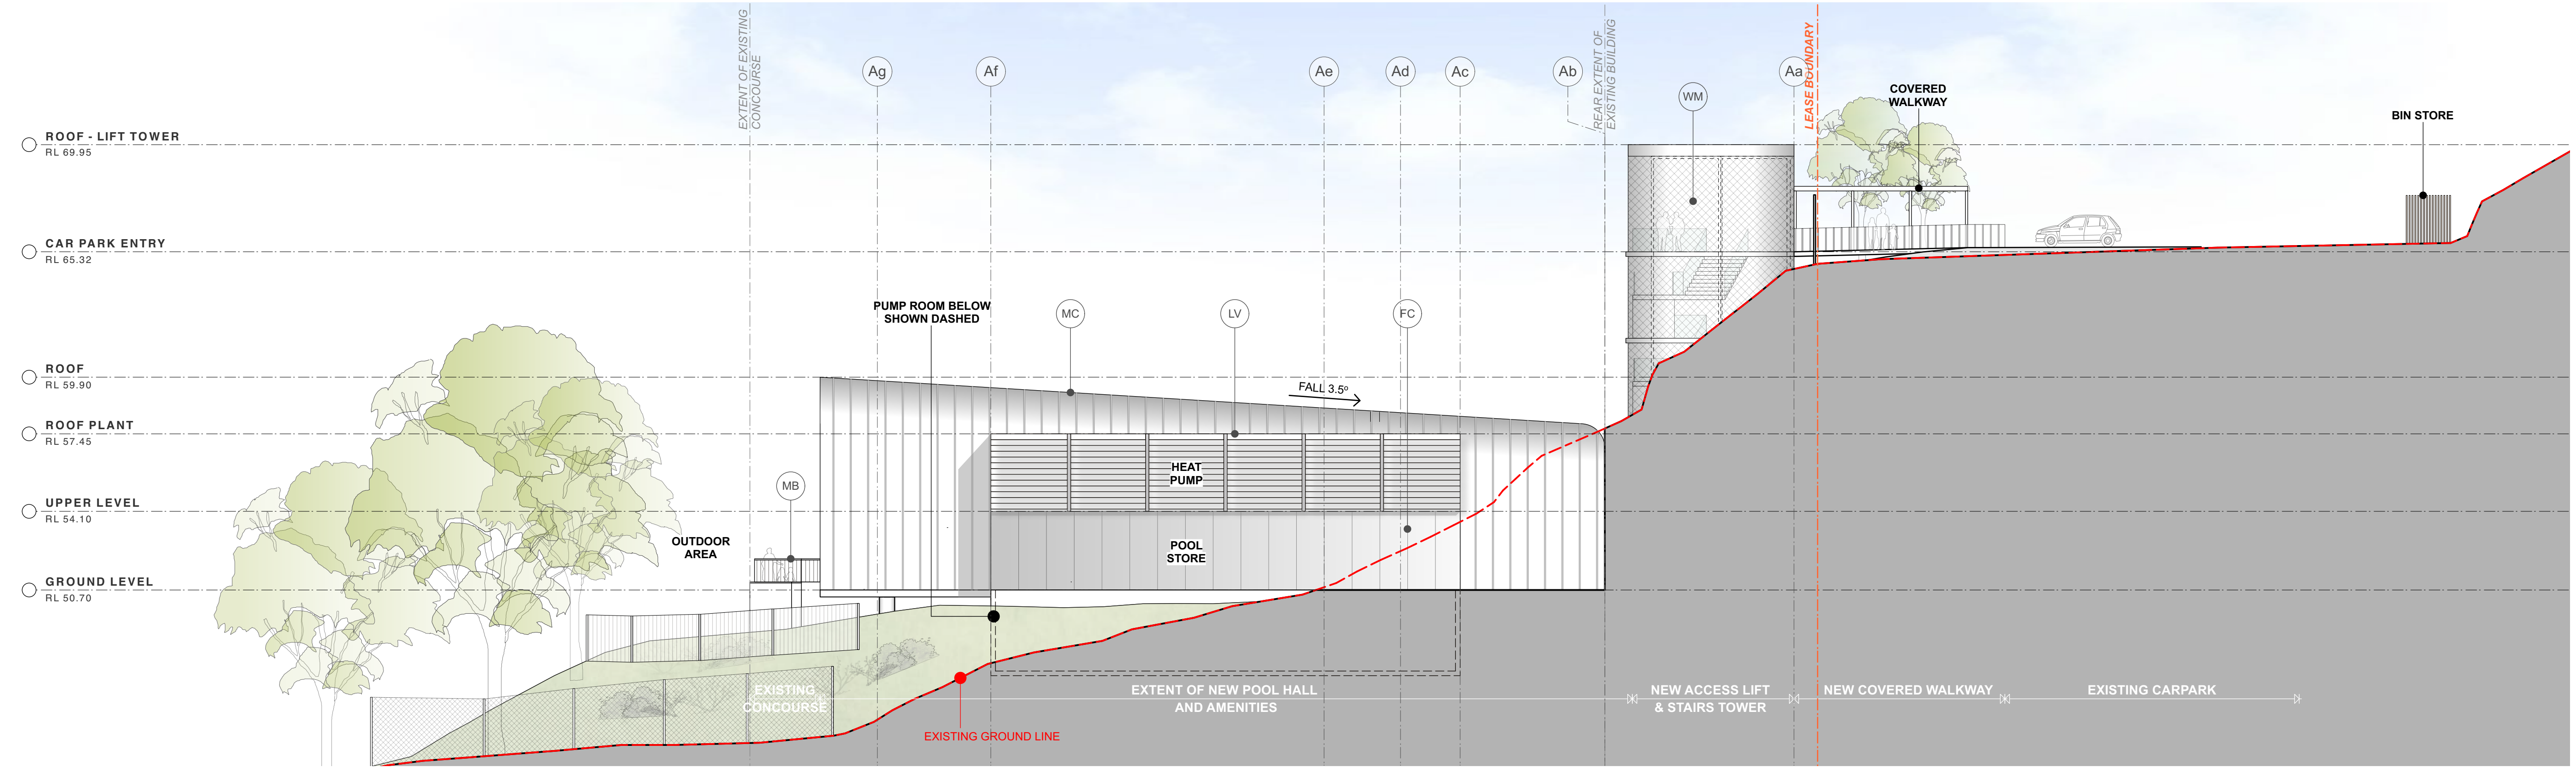 EXTENT OF EXISTING
CONCOURSE
Ag
Af
Ae
Ad
Ac
Ab
REAR EXTENT OF
EXISTING BUILDING
WM
Aa
LEASE BOUNDARY
COVERED
WALKWAY
BIN STORE
ROOF - LIFT TOWER
RL 69.95
CAR PARK ENTRY
RL 65.32
PUMP ROOM BELOW
SHOWN DASHED
MC
LV
FC
ROOF
RL 59.90
FALL 3.5º
ROOF PLANT
RL 57.45
HEAT
PUMP
MB
UPPER LEVEL
RL 54.10
OUTDOOR
AREA
POOL
STORE
GROUND LEVEL
RL 50.70
EXISTING
CONCOURSE
EXTENT OF NEW POOL HALL
AND AMENITIES
NEW ACCESS LIFT
& STAIRS TOWER
NEW COVERED WALKWAY
EXISTING CARPARK
EXISTING GROUND LINE